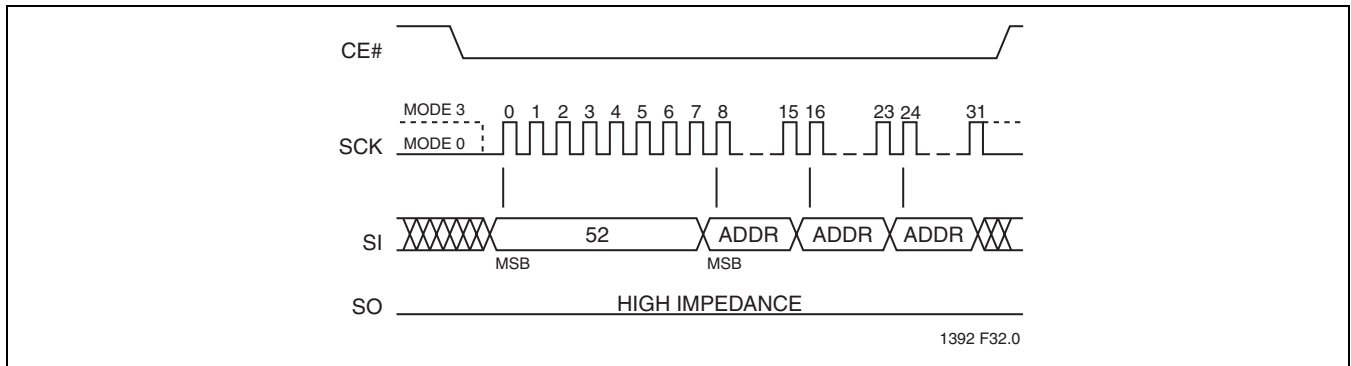 CE#
MODE 3
0 1 2 3 4 5 6 7 8 15 16 23 24 31
SCK
MODE 0
SI
52
ADDR
ADDR
ADDR
MSB
MSB
SO
HIGH IMPEDANCE
1392 F32.0